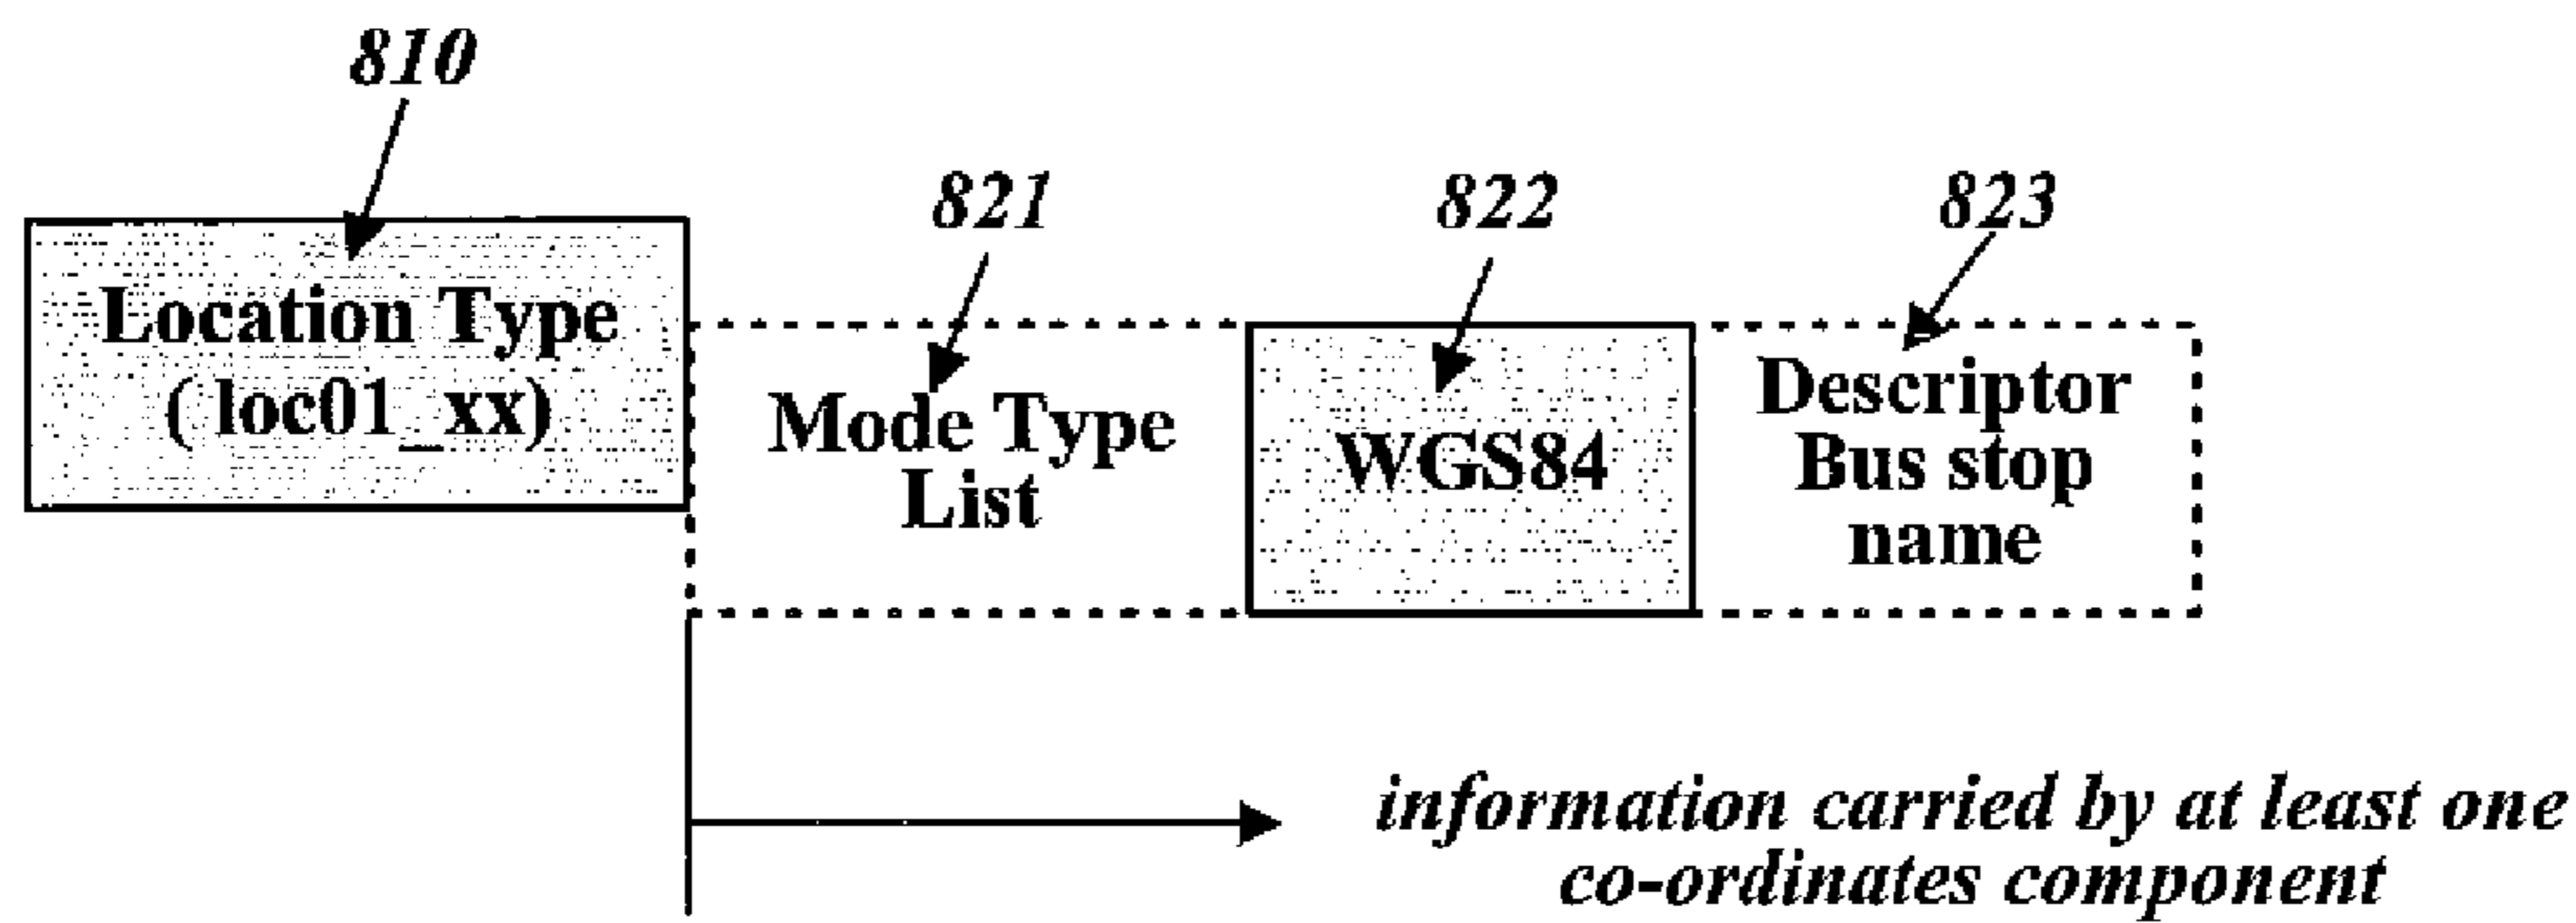 810
821
822
823
Location Type
( loc01_xx)
Mode Type
List
WGS84
Descriptor
Bus stop
name
information carried by at least one
co-ordinates component